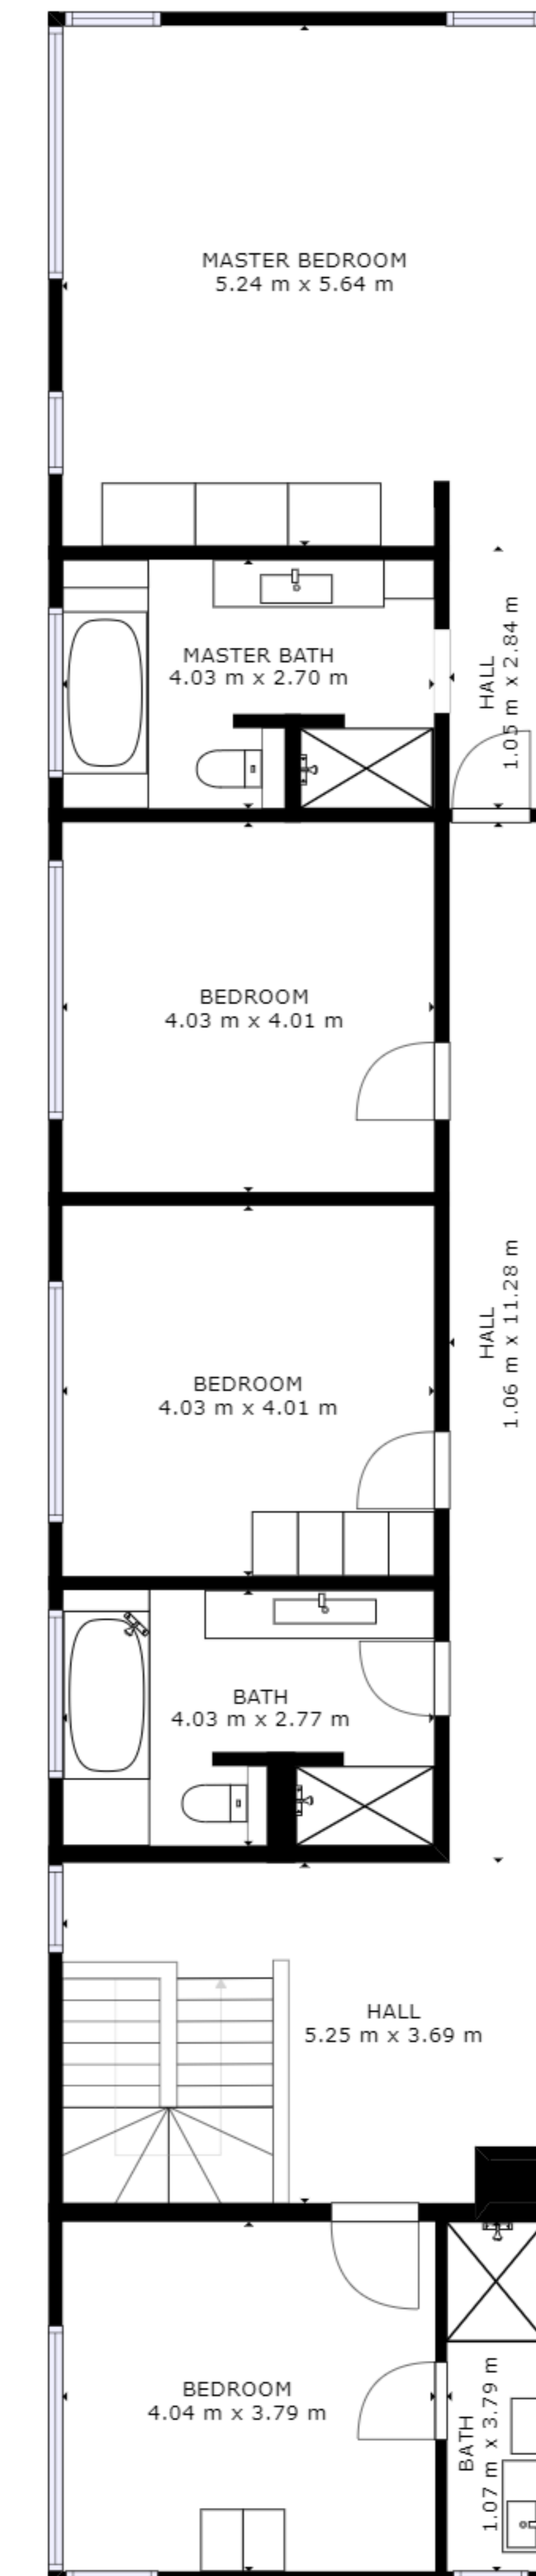 MASTER BEDROOM
5.24 m x 5.64 m
MASTER BATH
4.03 m x 2.70 m
HALL
1.05 m x 2.84 m
BEDROOM
4.03 m x 4.01 m
HALL
1.06 m x 11.28 m
BEDROOM
4.03 m x 4.01 m
BATH
4.03 m x 2.77 m
HALL
5.25 m x 3.69 m
BEDROOM
4.04 m x 3.79 m
BATH
1.07 m x 3.79 m